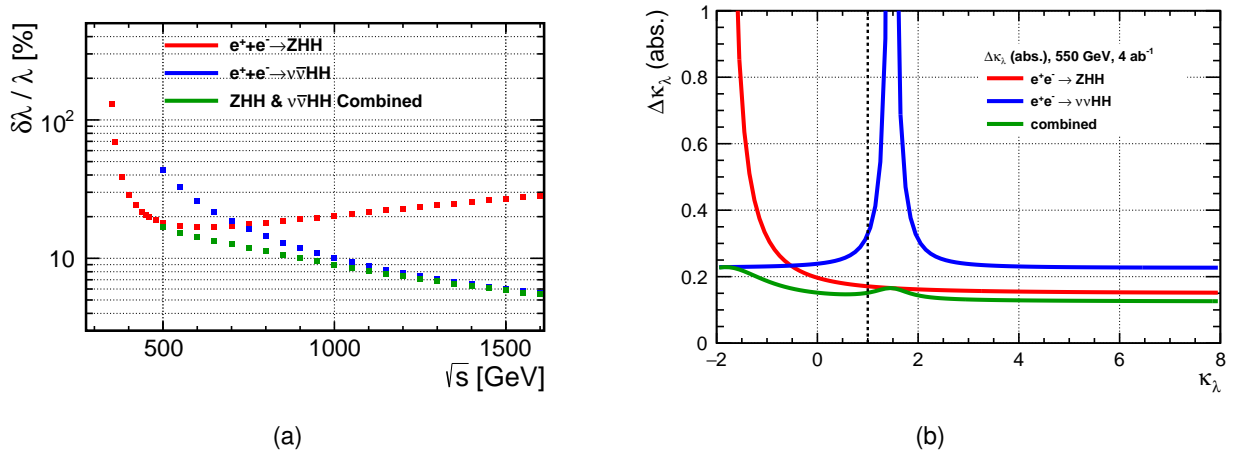 δλ / λ [%]
10²
10
e⁺+e⁻→ZHH
e⁺+e⁻→νν̄HH
ZHH & νν̄HH Combined
500 1000 1500
√s [GeV]
(a)
Δκλ (abs.)
1
0.8
0.6
0.4
0.2
0
Δκλ (abs.), 550 GeV, 4 ab⁻¹
e⁺e⁻ → ZHH
e⁺e⁻ → ννHH
combined
−2 0 2 4 6 8
κλ
(b)